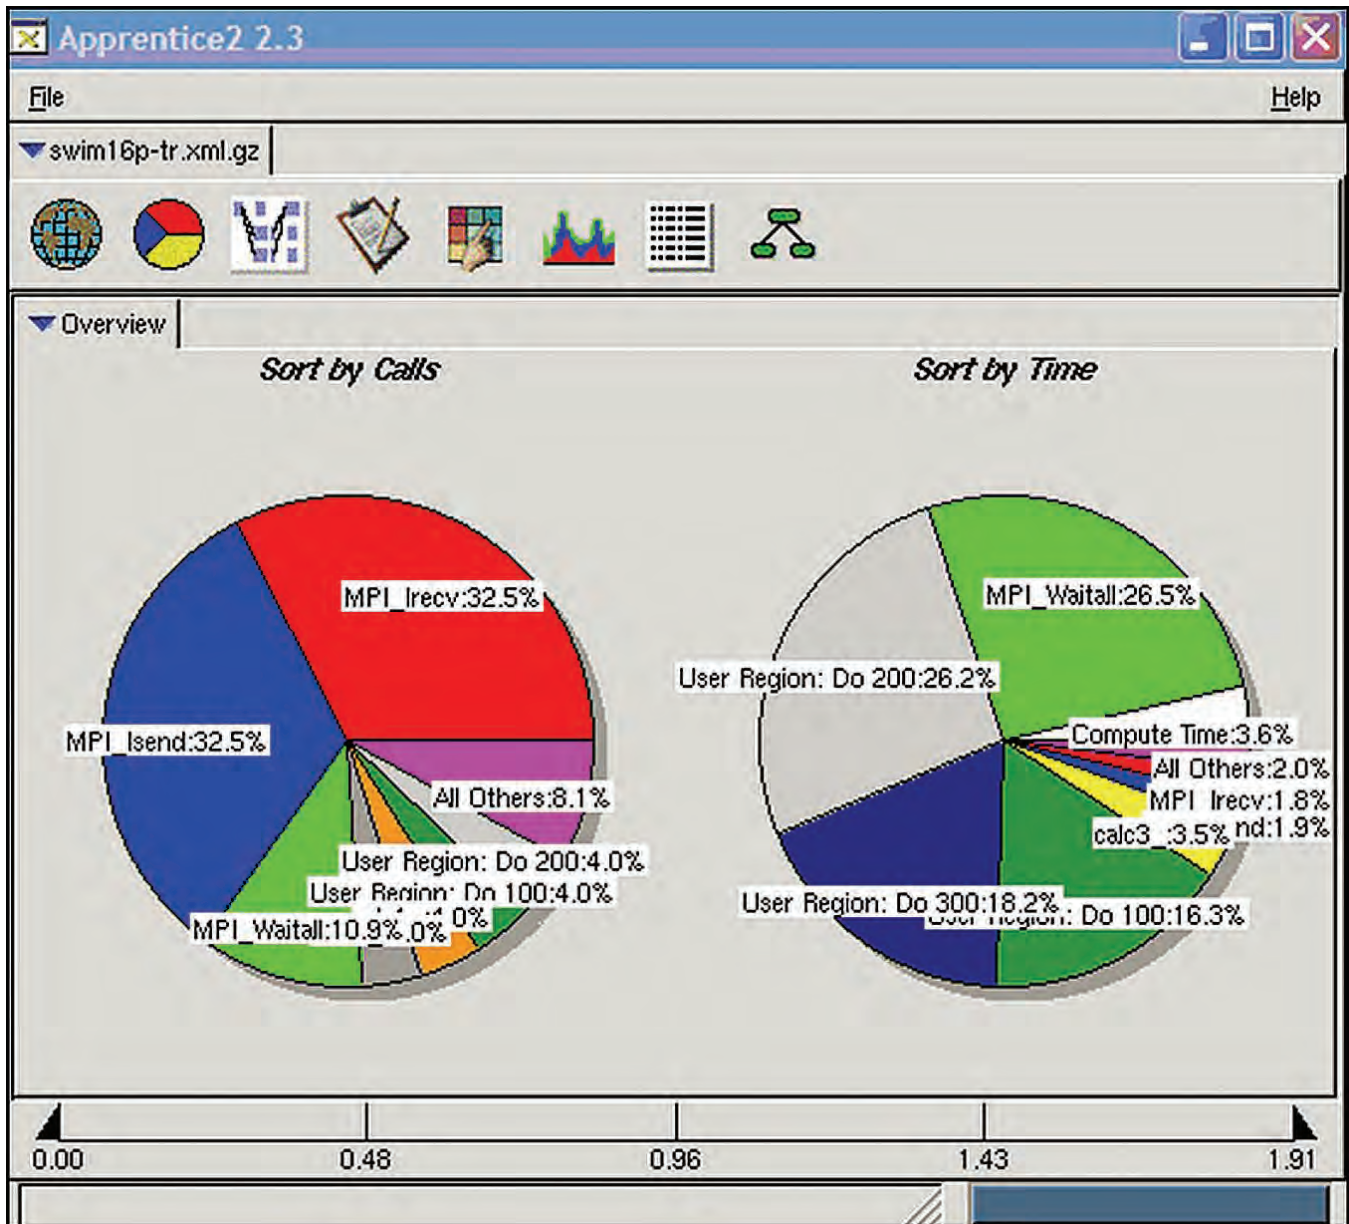 Apprentice2 2.3
File
Help
swim16p-tr.xml.gz
Overview
Sort by Calls
Sort by Time
MPI_Irecv:32.5%
MPI_Isend:32.5%
All Others:8.1%
User Region: Do 200:4.0%
User Region: Do 100:4.0%
0%
MPI_Waitall:10.9%
.0%
MPI_Waitall:26.5%
User Region: Do 200:26.2%
Compute Time:3.6%
All Others:2.0%
MPI_Irecv:1.8%
calc3_:3.5%
nd:1.9%
User Region: Do 300:18.2%
Do 100:16.3%
0.00
0.48
0.96
1.43
1.91